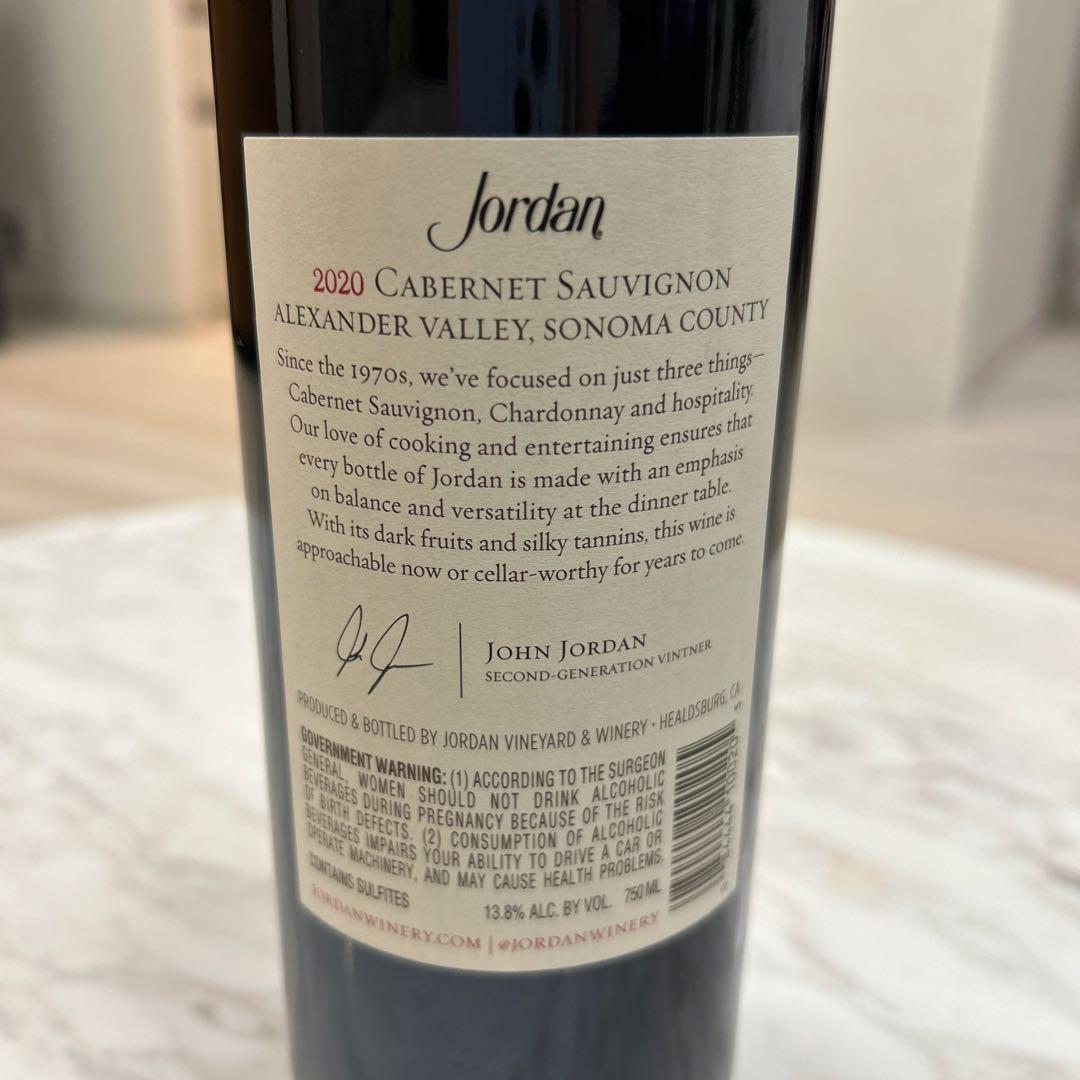 Jordan
2020 CABERNET SAUVIGNON
ALEXANDER VALLEY, SONOMA COUNTY
Since the 1970s, we've focused on just three things—
Cabernet Sauvignon, Chardonnay and hospitality.
Our love of cooking and entertaining ensures that
every bottle of Jordan is made with an emphasis
on balance and versatility at the dinner table.
With its dark fruits and silky tannins, this wine is
approachable now or cellar-worthy for years to come.
JOHN JORDAN
SECOND-GENERATION VINTNER
PRODUCED & BOTTLED BY JORDAN VINEYARD & WINERY · HEALDSBURG, CA
GOVERNMENT WARNING: (1) ACCORDING TO THE SURGEON
GENERAL, WOMEN SHOULD NOT DRINK ALCOHOLIC
BEVERAGES DURING PREGNANCY BECAUSE OF THE RISK
OF BIRTH DEFECTS. (2) CONSUMPTION OF ALCOHOLIC
BEVERAGES IMPAIRS YOUR ABILITY TO DRIVE A CAR OR
OPERATE MACHINERY, AND MAY CAUSE HEALTH PROBLEMS.
CONTAINS SULFITES
13.8% ALC. BY VOL. 750 ML
JORDANWINERY.COM | @JORDANWINERY